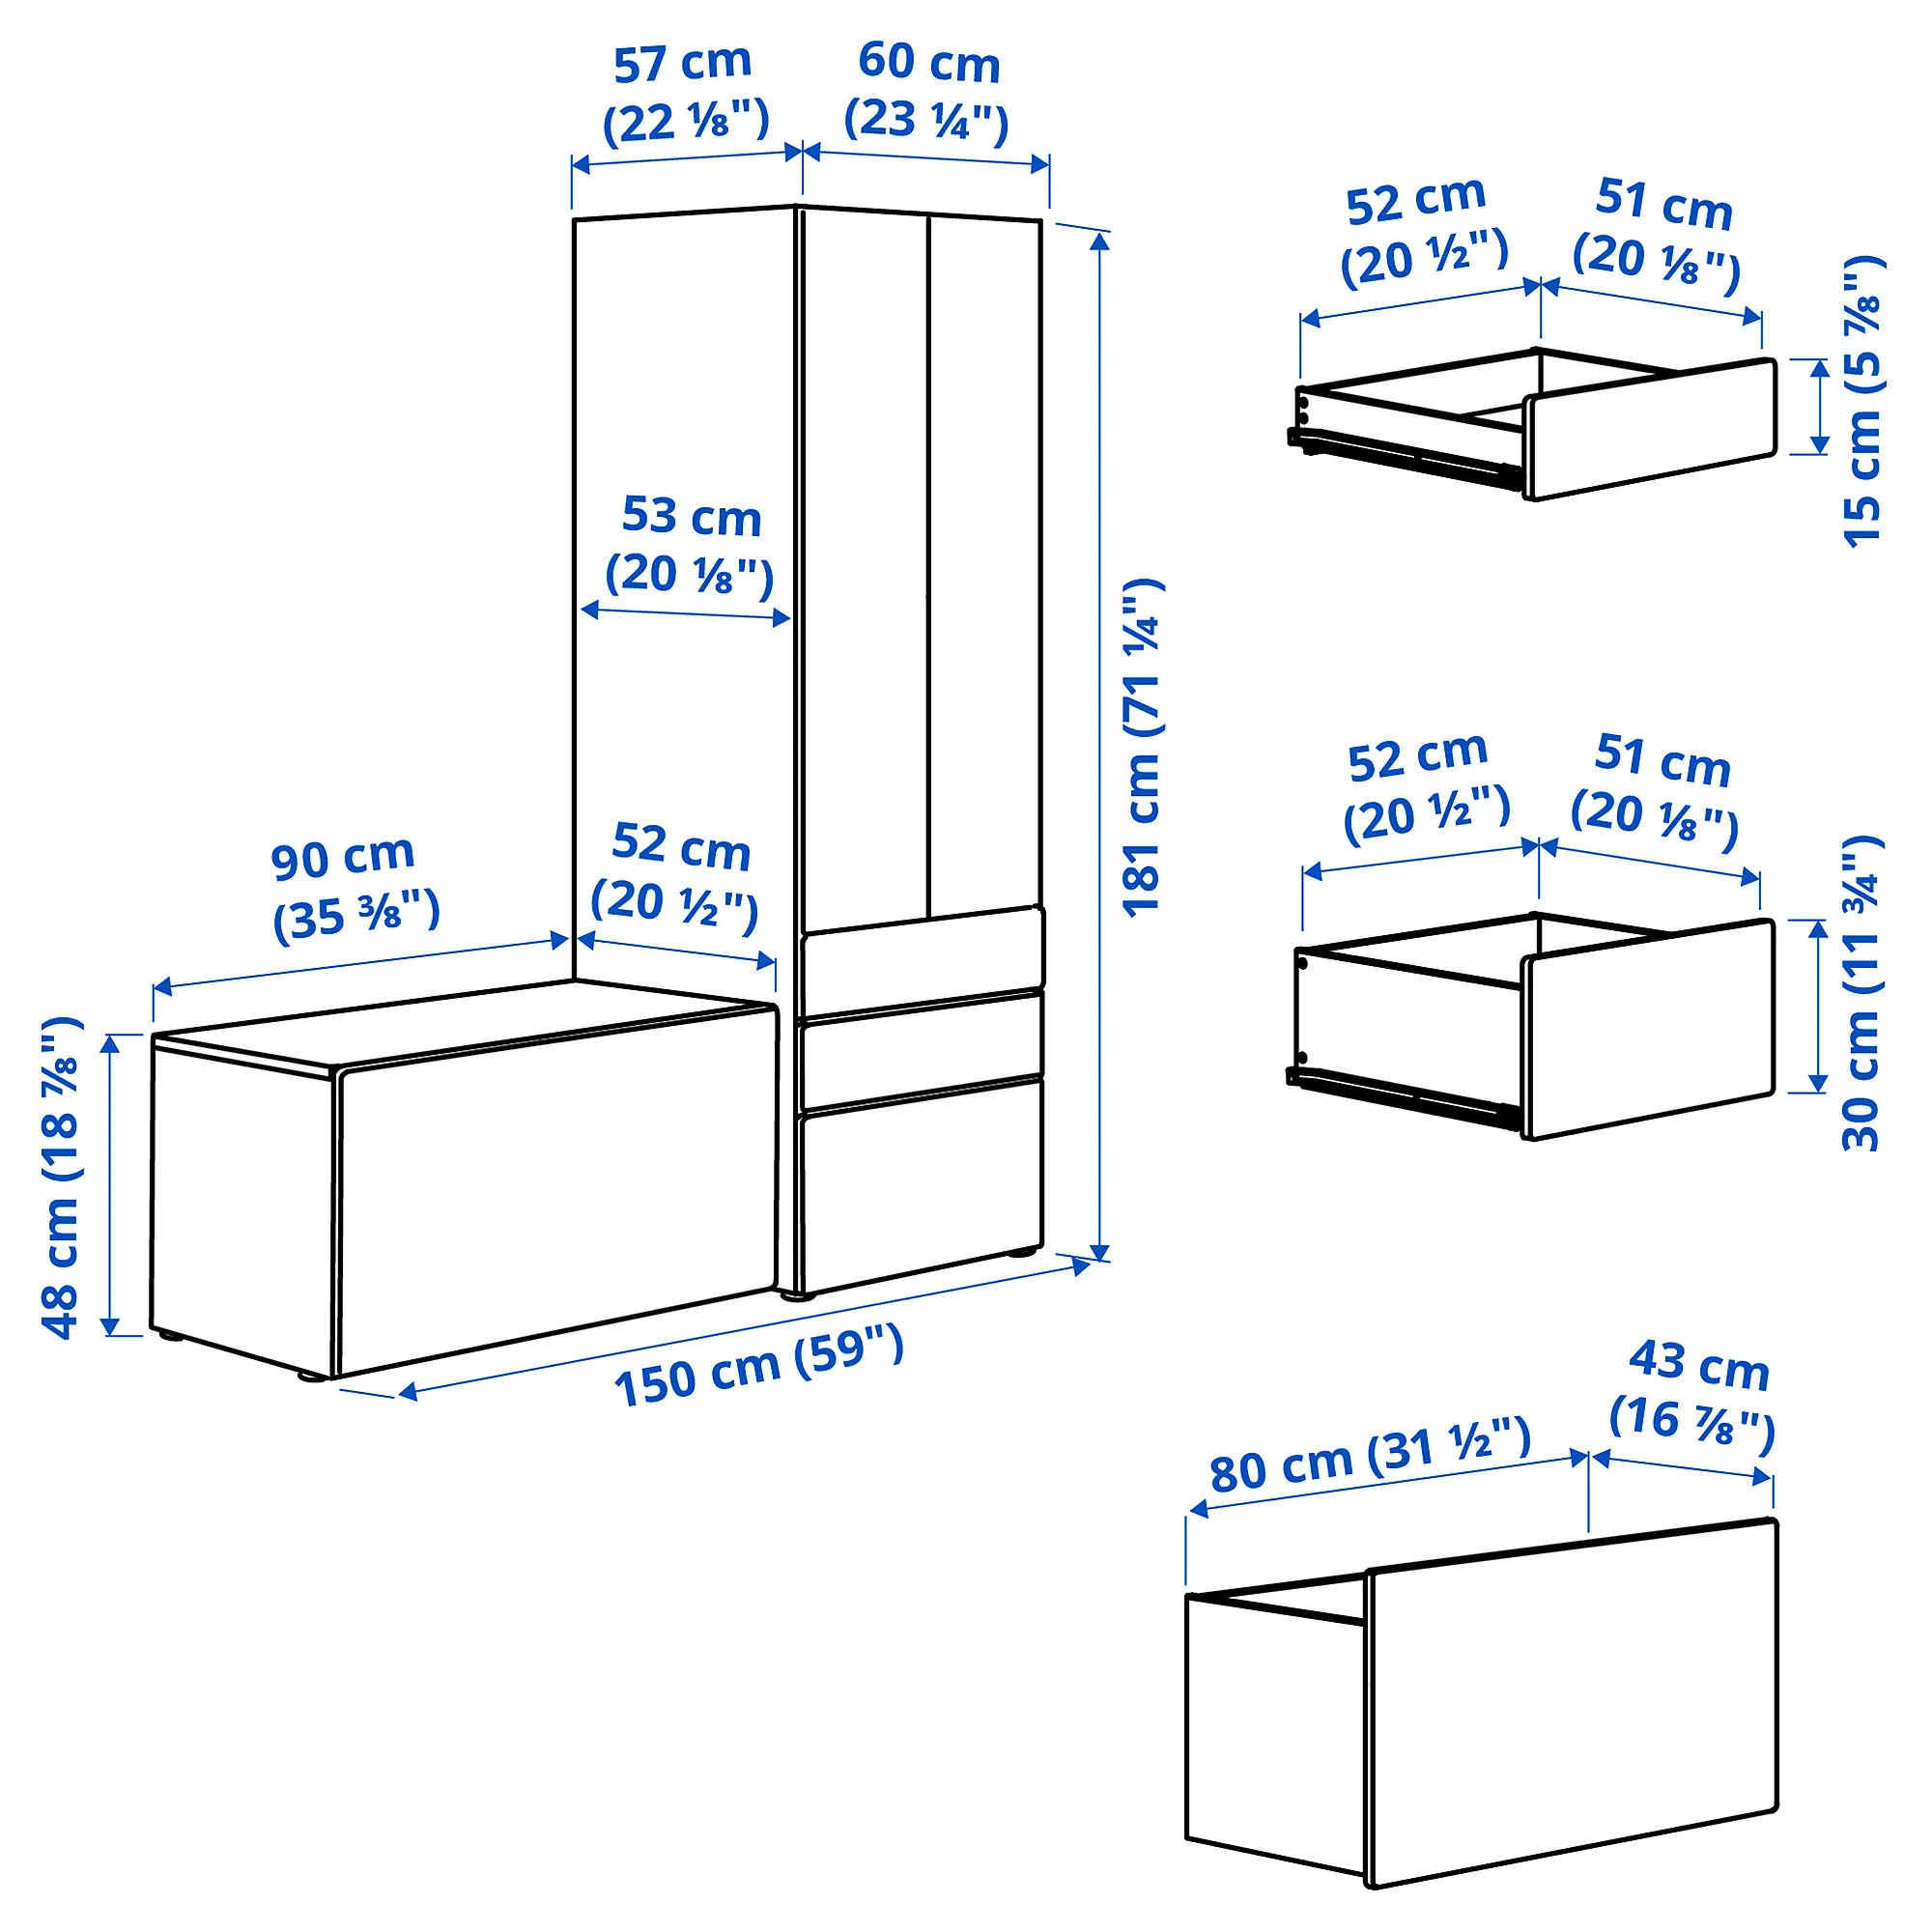 57 cm
(22 ⅛")
60 cm
(23 ¼")
53 cm
(20 ⅛")
181 cm (71 ¼")
90 cm
(35 ⅜")
52 cm
(20 ½")
48 cm (18 ⅞")
150 cm (59")
52 cm
(20 ½")
51 cm
(20 ⅛")
15 cm (5 ⅞")
52 cm
(20 ½")
51 cm
(20 ⅛")
30 cm (11 ¾")
80 cm (31 ½")
43 cm
(16 ⅞")